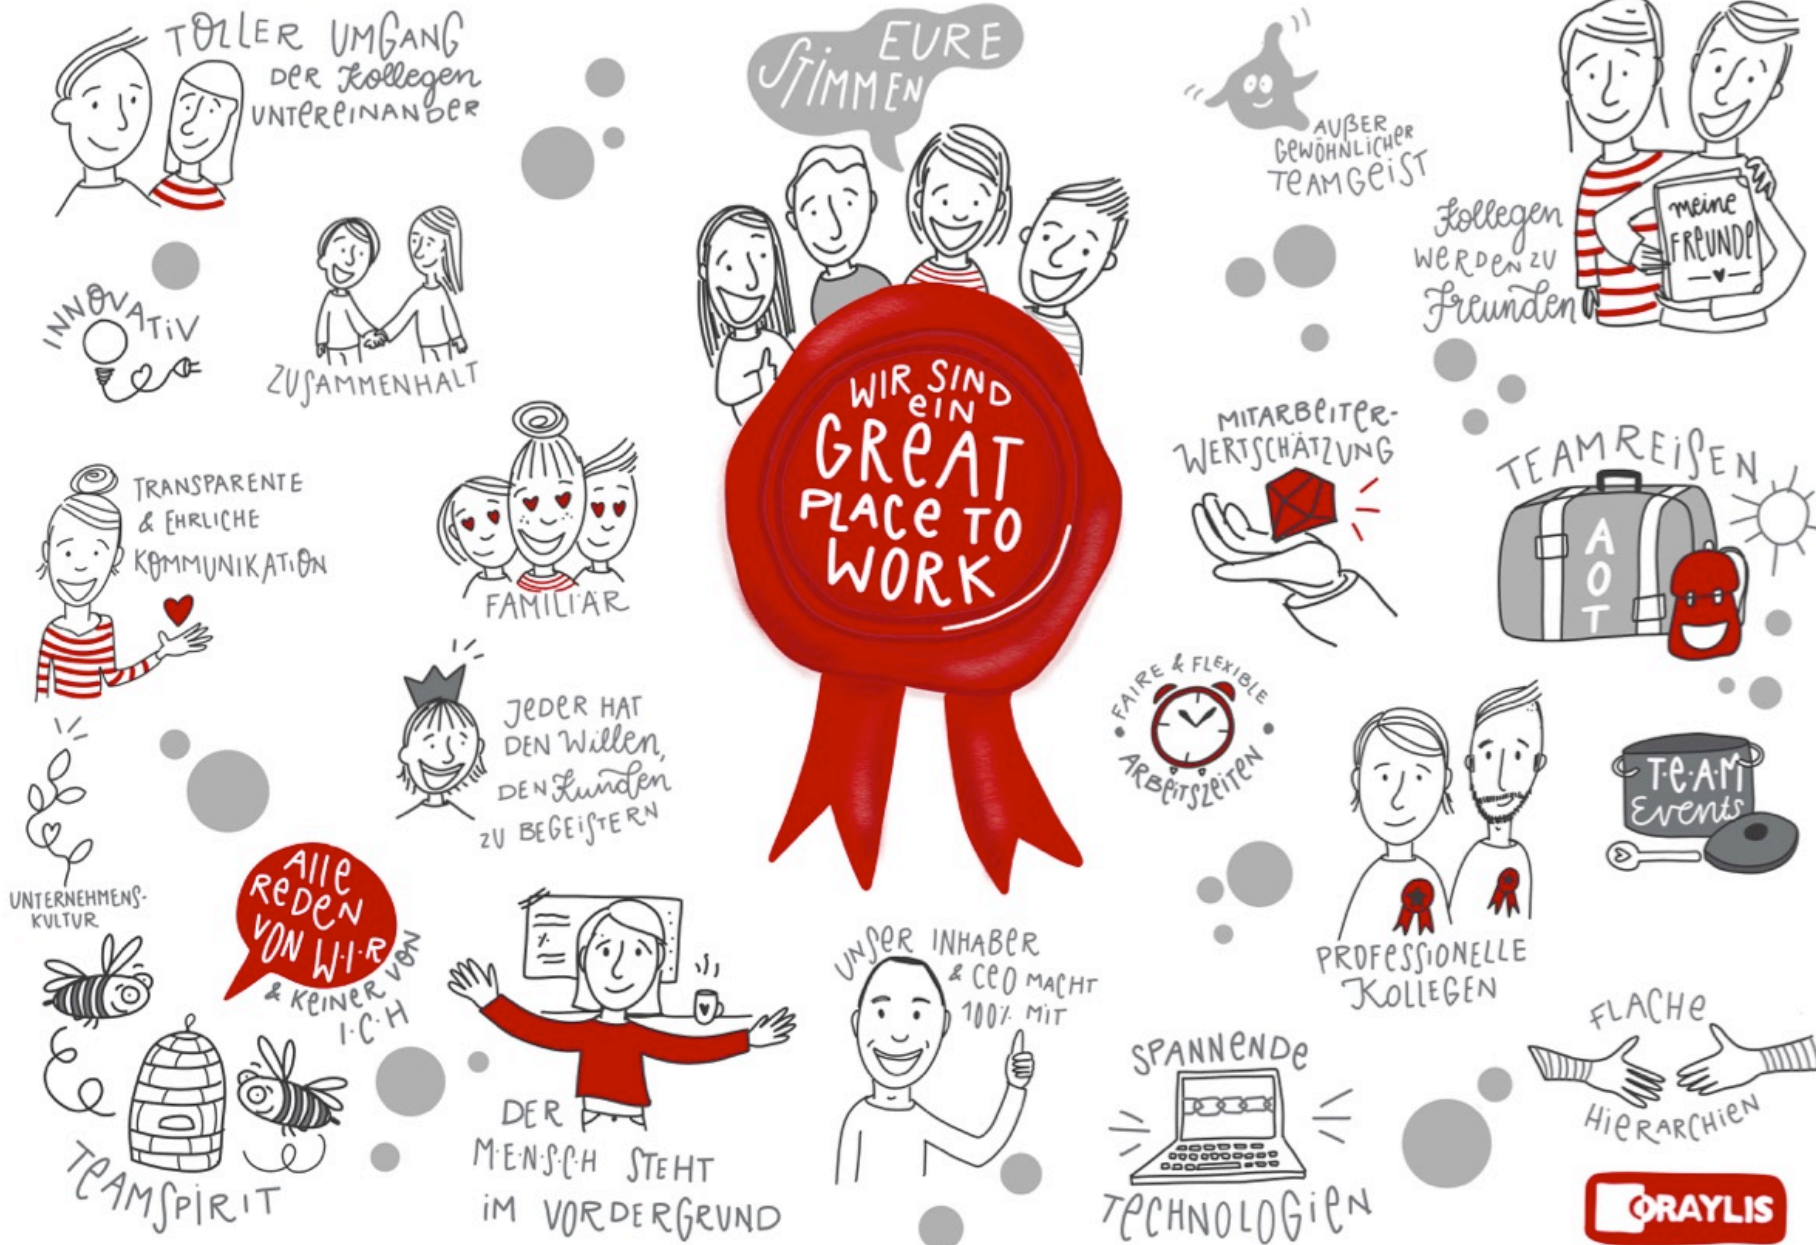 TOLLER UMGANG
DER Kollegen
UNTEREINANDER
INNOVATIV
ZUSAMMENHALT
TRANSPARENTE
& EHRLICHE
KOMMUNIKATION
FAMILIÄR
JEDER HAT
DEN Willen,
DEN Kunden
ZU BEGEISTERN
UNTERNEHMENS-
KULTUR
ALLE
REDEN
VON W·I·R
& KEINER VON
I·C·H
TEAMSPIRIT
DER
M·E·N·S·C·H STEHT
IM VORDERGRUND
EURE
STIMMEN
WIR SIND
EIN
GREAT
PLACE TO
WORK
UNSER INHABER
& CEO MACHT
100% MIT
AUßER
GEWÖHNLICHER
TEAMGEIST
Kollegen
WERDEN ZU
Freunden
meine
FREUNDE
MITARBEITER-
WERTSCHÄTZUNG
TEAMREISEN
A
O
T
FAIRE & FLEXIBLE
ARBEITSZEITEN
T·E·A·M
Events
PROFESSIONELLE
KOLLEGEN
SPANNENDE
TECHNOLOGIEN
FLACHE
HIERARCHIEN
ORAYLIS